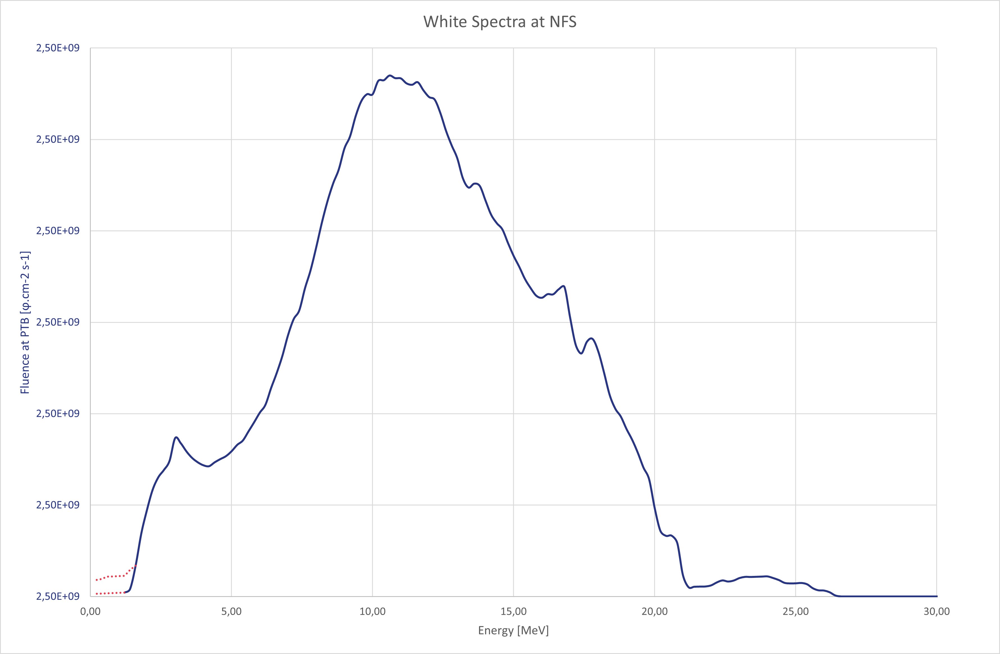 White Spectra at NFS
2,50E+09
2,50E+09
2,50E+09
2,50E+09
2,50E+09
2,50E+09
2,50E+09
Fluence at PTB [φ.cm-2 s-1]
0,00 5,00 10,00 15,00 20,00 25,00 30,00
Energy [MeV]